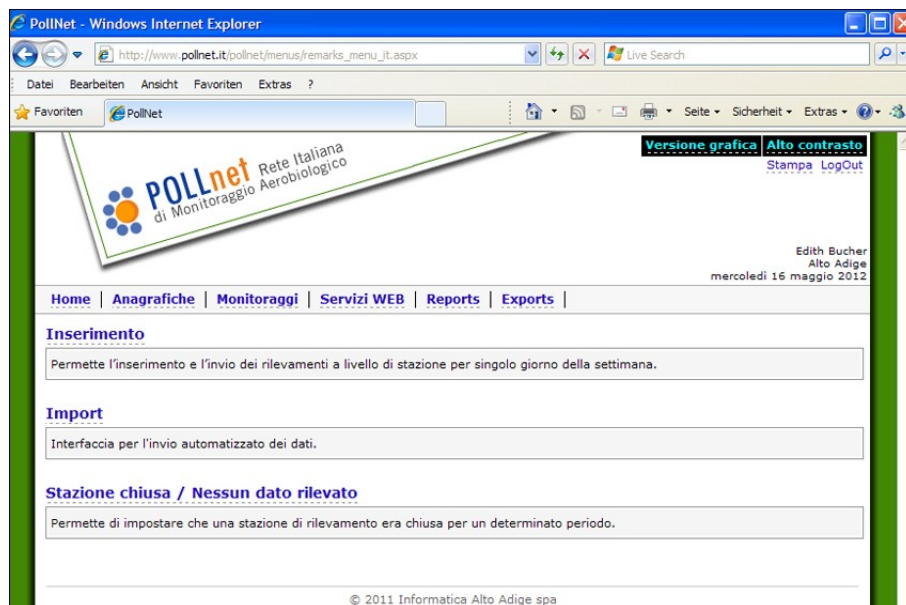 PollNet - Windows Internet Explorer
http://www.pollnet.it/pollnet/menus/remarks_menu_it.aspx
Live Search
Datei Bearbeiten Ansicht Favoriten Extras ?
Favoriten PollNet Seite Sicherheit Extras
Versione grafica Alto contrasto
Stampa LogOut
POLLnet Rete Italiana
di Monitoraggio Aerobiologico
Edith Bucher
Alto Adige
mercoledì 16 maggio 2012
Home | Anagrafiche | Monitoraggi | Servizi WEB | Reports | Exports |
Inserimento
Permette l'inserimento e l'invio dei rilevamenti a livello di stazione per singolo giorno della settimana.
Import
Interfaccia per l'invio automatizzato dei dati.
Stazione chiusa / Nessun dato rilevato
Permette di impostare che una stazione di rilevamento era chiusa per un determinato periodo.
© 2011 Informatica Alto Adige spa